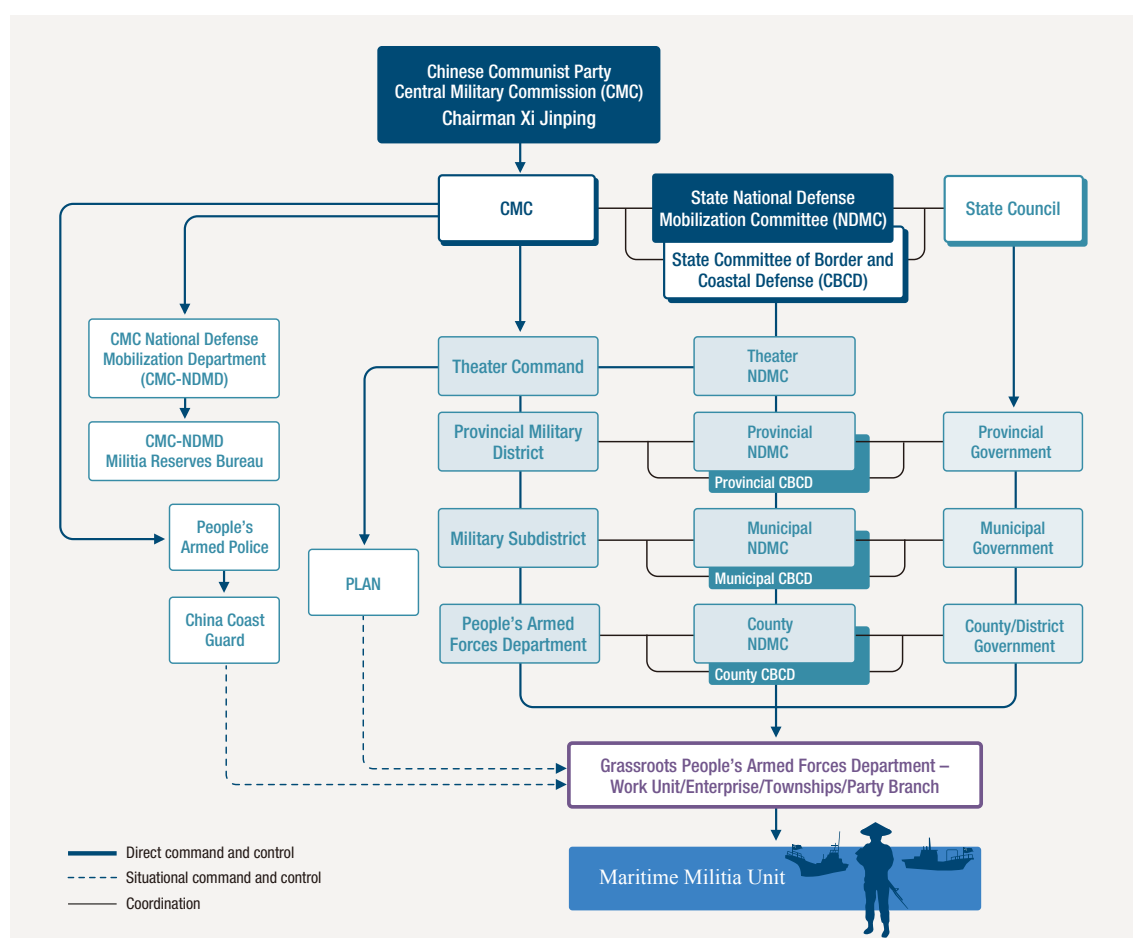 Chinese Communist Party
Central Military Commission (CMC)
Chairman Xi Jinping
CMC
State National Defense
Mobilization Committee (NDMC)
State Committee of Border and
Coastal Defense (CBCD)
State Council
CMC National Defense
Mobilization Department
(CMC-NDMD)
CMC-NDMD
Militia Reserves Bureau
People's
Armed Police
China Coast
Guard
PLAN
Theater Command
Theater
NDMC
Provincial Military
District
Provincial
NDMC
Provincial CBCD
Provincial
Government
Military Subdistrict
Municipal
NDMC
Municipal CBCD
Municipal
Government
People's Armed
Forces Department
County
NDMC
County CBCD
County/District
Government
Grassroots People's Armed Forces Department –
Work Unit/Enterprise/Townships/Party Branch
Maritime Militia Unit
Direct command and control
Situational command and control
Coordination